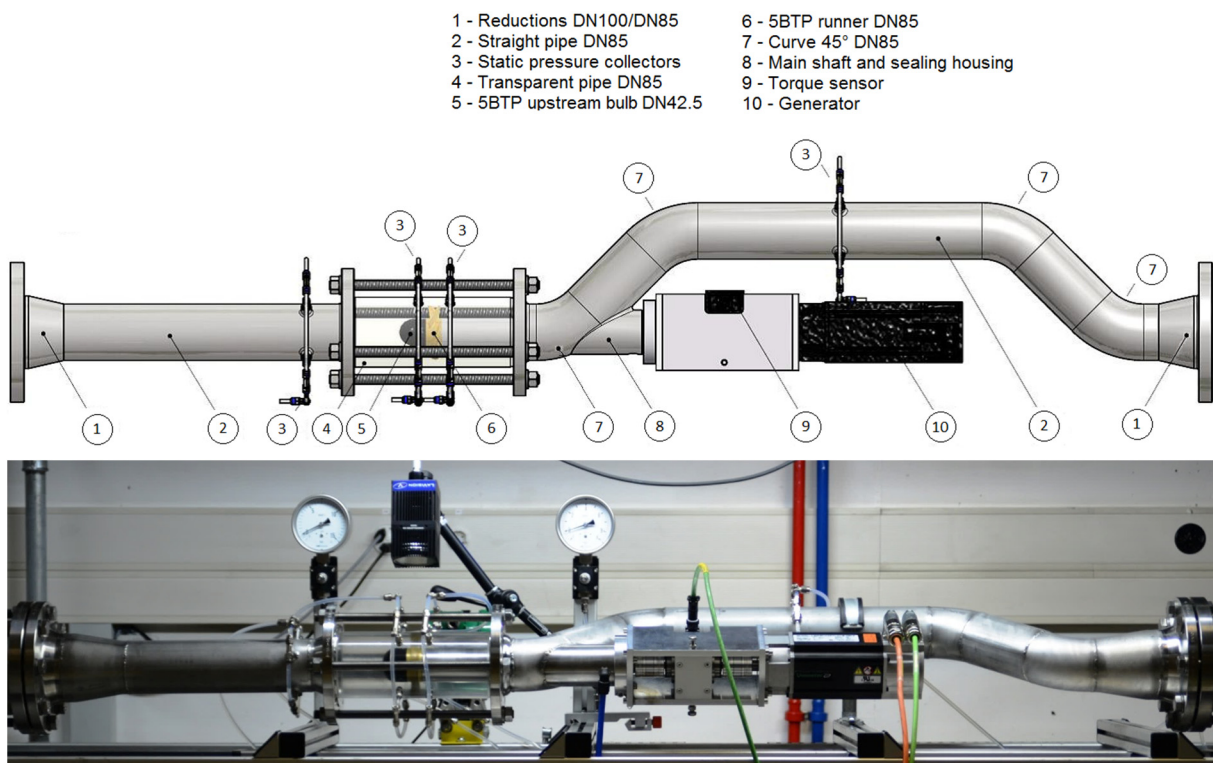 1 - Reductions DN100/DN85
2 - Straight pipe DN85
3 - Static pressure collectors
4 - Transparent pipe DN85
5 - 5BTP upstream bulb DN42.5
6 - 5BTP runner DN85
7 - Curve 45° DN85
8 - Main shaft and sealing housing
9 - Torque sensor
10 - Generator
3
7
7
3
3
7
1
2
3
4
5
6
7
8
9
10
2
1